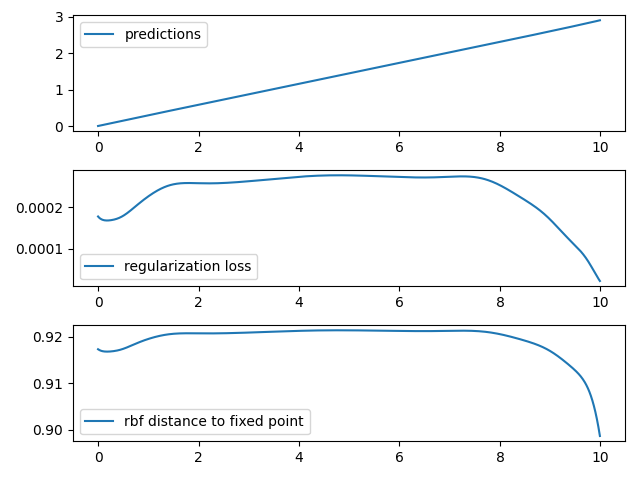 3
2
1
0
predictions
0 2 4 6 8 10
0.0002
0.0001
regularization loss
0 2 4 6 8 10
0.92
0.91
0.90
rbf distance to fixed point
0 2 4 6 8 10